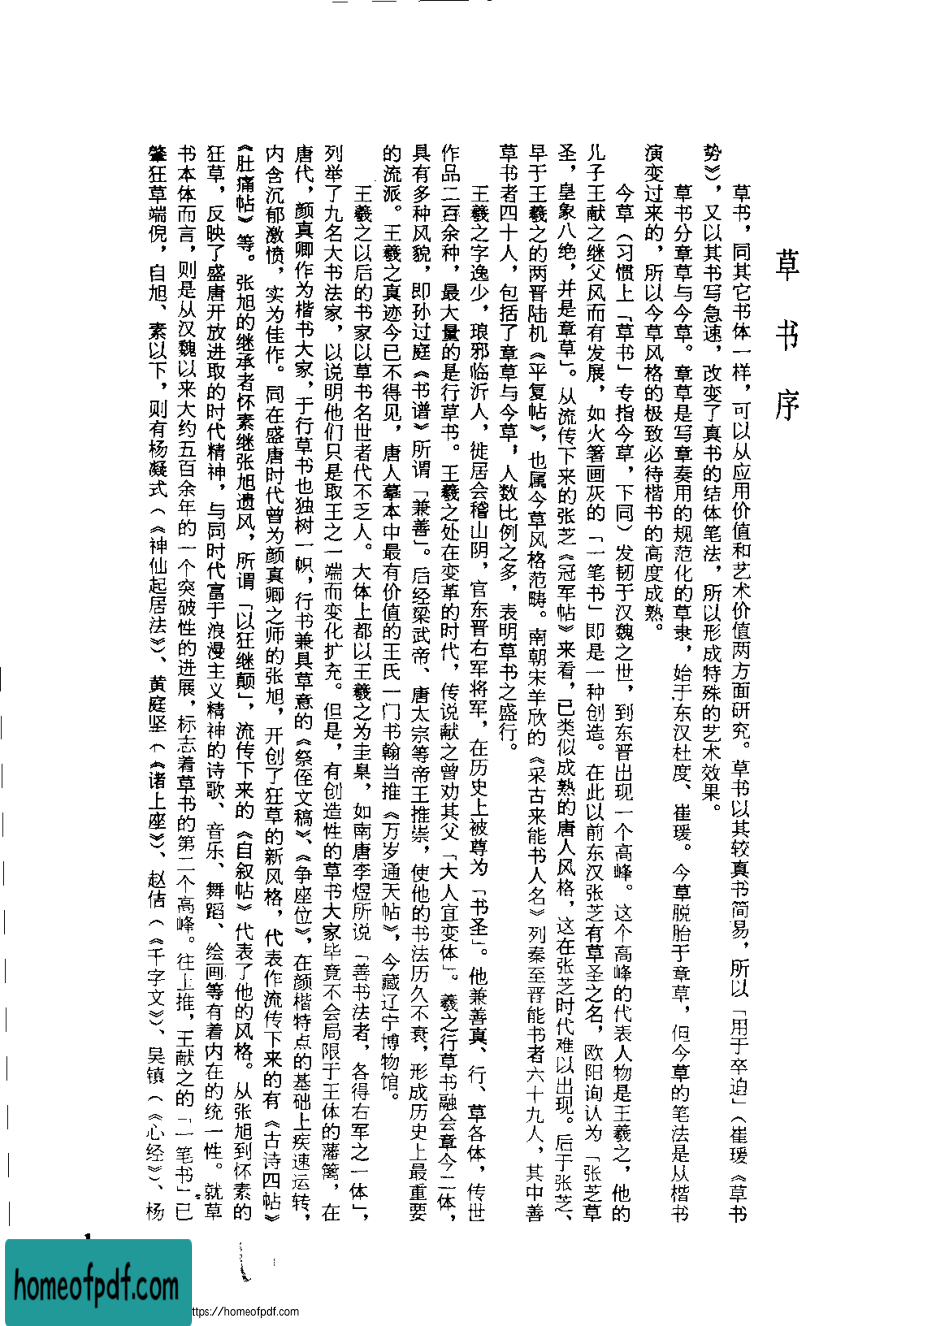 草书序
草书，同其它书体一样，可以从应用价值和艺术价值两方面研究。草书以其较真书简易，所以「用于卒迫」（崔瑗《草书
势》），又以其书写急速，改变了真书的结体笔法，所以形成特殊的艺术效果。
草书分章草与今草。章草是写章奏用的规范化的草隶，始于东汉杜度、崔瑗。今草脱胎于章草，但今草的笔法是从楷书
演变过来的，所以今草风格的极致必待楷书的高度成熟。
今草（习惯上「草书」专指今草，下同）发韧于汉魏之世，到东晋出现一个高峰。这个高峰的代表人物是王羲之，他的
儿子王献之继父风而有发展，如火箸画灰的「一笔书」即是一种创造。在此以前东汉张芝有草圣之名，欧阳询认为「张芝草
圣，皇象八绝，并是章草」。从流传下来的张芝《冠军帖》来看，已类似成熟的唐人风格，这在张芝时代难以出现。后于张芝、
早于王羲之的两晋陆机《平复帖》，也属今草风格范畴。南朝宋羊欣的《采古来能书人名》列秦至晋能书者六十九人，其中善
草书者四十人，包括了章草与今草，人数比例之多，表明草书之盛行。
王羲之字逸少，琅邪临沂人，徙居会稽山阴，官东晋右军将军，在历史上被尊为「书圣」。他兼善真、行、草各体，传世
作品二百余种，最大量的是行草书。王羲之处在变革的时代，传说献之曾劝其父「大人宜变体」。羲之行草书融会章今二体，
具有多种风貌，即孙过庭《书谱》所谓「兼善」。后经梁武帝、唐太宗等帝王推崇，使他的书法历久不衰，形成历史上最重要
的流派。王羲之真迹今已不得见，唐人摹本中最有价值的王氏一门书翰当推《万岁通天帖》，今藏辽宁博物馆。
王羲之以后的书家以草书名世者代不乏人。大体上都以王羲之为圭臬，如南唐李煜所说「善书法者，各得右军之一体」，
列举了九名大书法家，以说明他们只是取王之一端而变化扩充。但是，有创造性的草书大家毕竟不会局限于王体的藩篱，在
唐代，颜真卿作为楷书大家，于行草书也独树一帜，行书兼具草意的《祭侄文稿》、《争座位》，在颜楷特点的基础上疾速运转，
内含沉郁激愤，实为佳作。同在盛唐时代曾为颜真卿之师的张旭，开创了狂草的新风格，代表作流传下来的有《古诗四帖》
《肚痛帖》等。张旭的继承者怀素继张旭遗风，所谓「以狂继颠」，流传下来的《自叙帖》代表了他的风格。从张旭到怀素的
狂草，反映了盛唐开放进取的时代精神，与同时代富于浪漫主义精神的诗歌、音乐、舞蹈、绘画等有着内在的统一性。就草
书本体而言，则是从汉魏以来大约五百余年的一个突破性的进展，标志着草书的第二个高峰。往上推，王献之的「一笔书」已
肇狂草端倪，自旭、素以下，则有杨凝式（《神仙起居法》）、黄庭坚（《诸上座》）、赵佶（《千字文》）、吴镇（《心经》）、杨
homeofpdf.com
https://homeofpdf.com